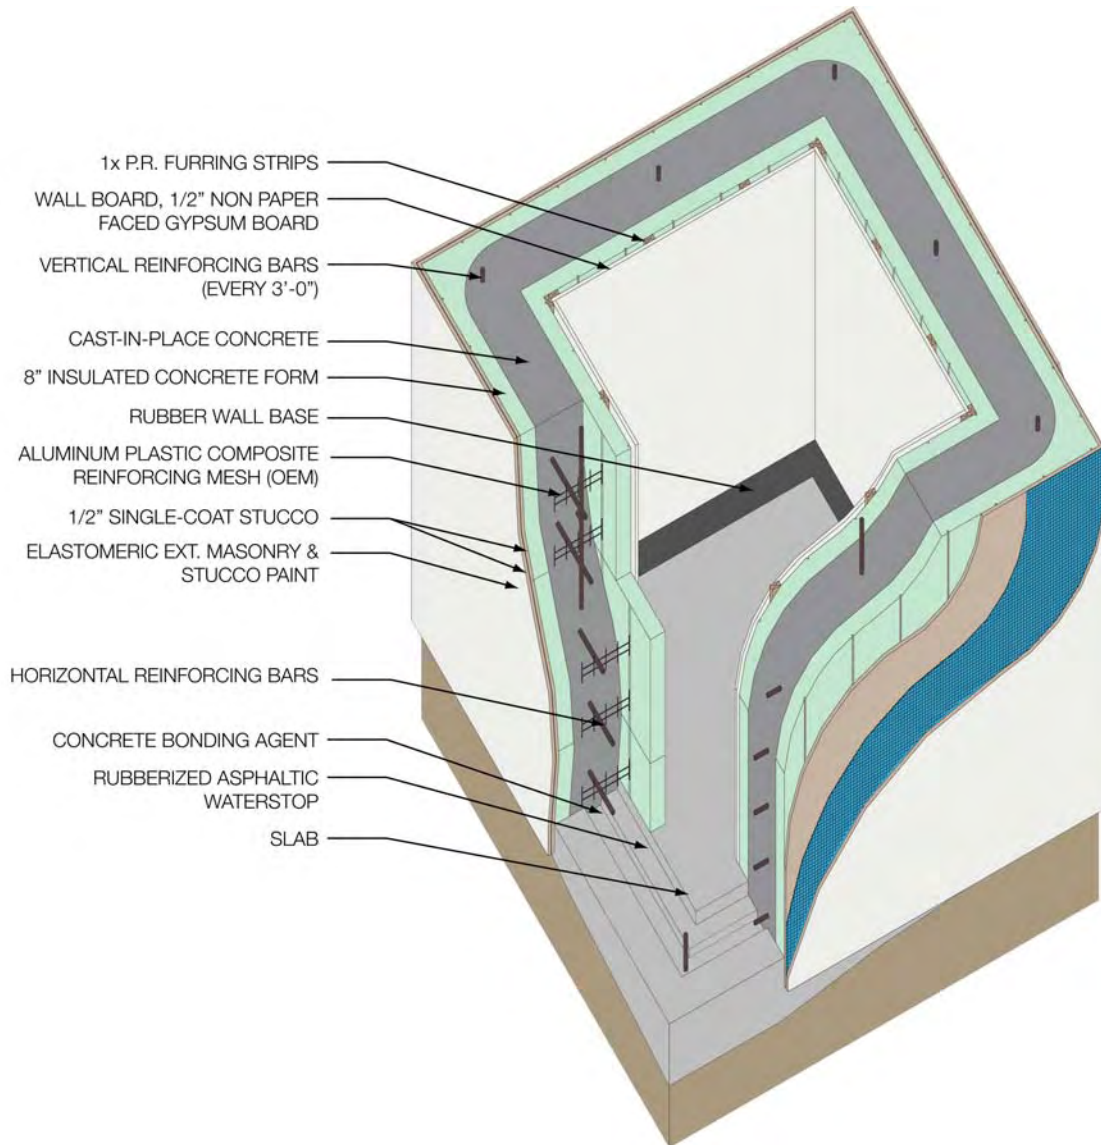 1x P.R. FURRING STRIPS
WALL BOARD, 1/2” NON PAPER
FACED GYPSUM BOARD
VERTICAL REINFORCING BARS
(EVERY 3’-0”)
CAST-IN-PLACE CONCRETE
8” INSULATED CONCRETE FORM
RUBBER WALL BASE
ALUMINUM PLASTIC COMPOSITE
REINFORCING MESH (OEM)
1/2” SINGLE-COAT STUCCO
ELASTOMERIC EXT. MASONRY &
STUCCO PAINT
HORIZONTAL REINFORCING BARS
CONCRETE BONDING AGENT
RUBBERIZED ASPHALTIC
WATERSTOP
SLAB